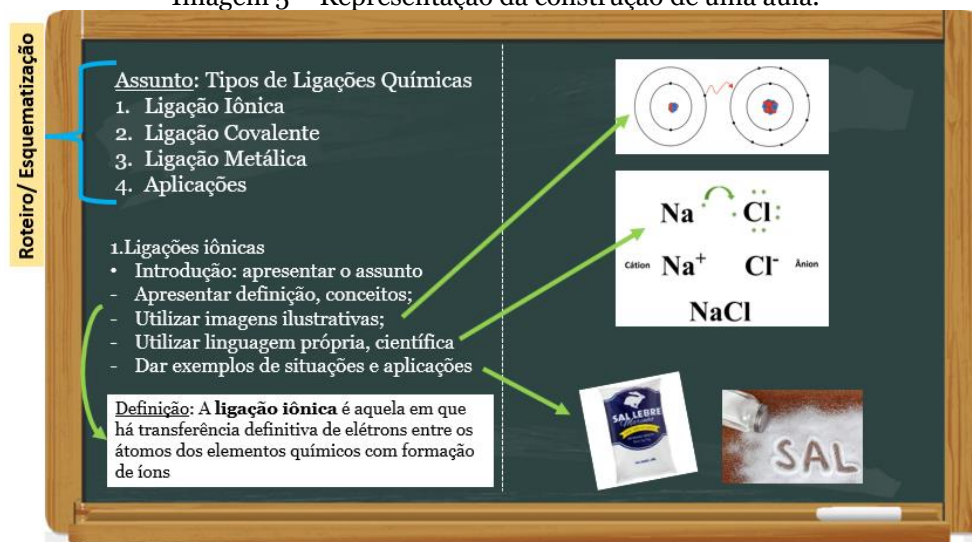 Imagem 5 – Representação da construção de uma aula.
Roteiro/ Esquematização
Assunto: Tipos de Ligações Químicas
1. Ligação Iônica
2. Ligação Covalente
3. Ligação Metálica
4. Aplicações
1.Ligações iônicas
• Introdução: apresentar o assunto
- Apresentar definição, conceitos;
- Utilizar imagens ilustrativas;
- Utilizar linguagem própria, científica
- Dar exemplos de situações e aplicações
Definição: A ligação iônica é aquela em que
há transferência definitiva de elétrons entre os
átomos dos elementos químicos com formação
de íons
Na Cl
Cátion Na⁺ Cl⁻ Ânion
NaCl
SAL LEBRE
SAL